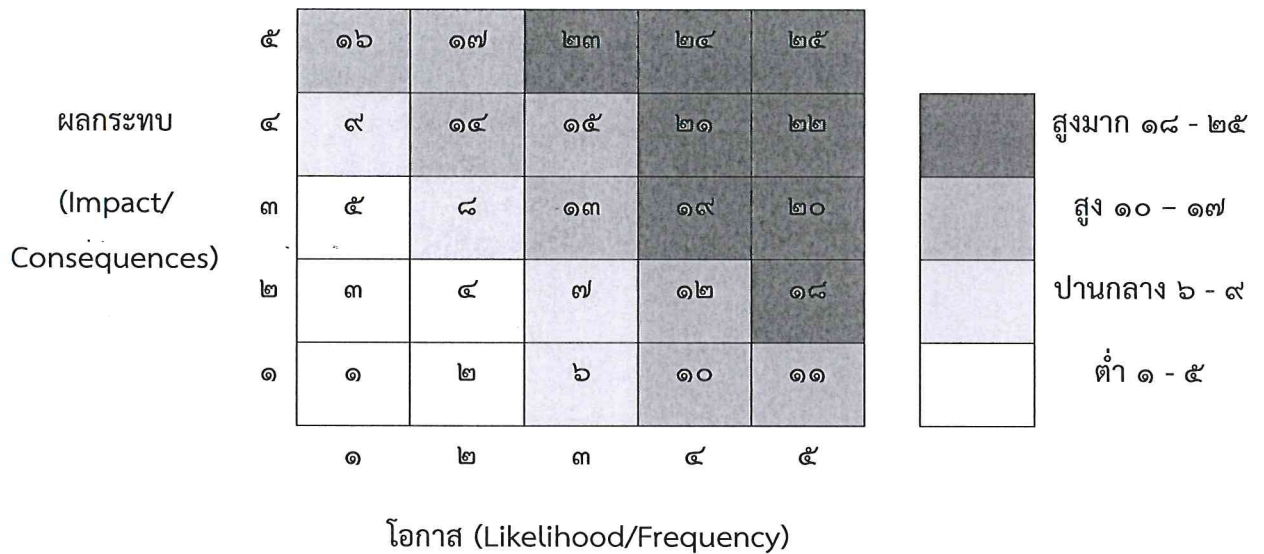 ๕ ๑๖ ๑๗ ๒๓ ๒๔ ๒๕
ผลกระทบ ๔ ๙ ๑๔ ๑๕ ๒๑ ๒๒ สูงมาก ๑๘ - ๒๕
(Impact/ ๓ ๕ ๘ ๑๓ ๑๙ ๒๐ สูง ๑๐ – ๑๗
Consequences)
๒ ๓ ๔ ๗ ๑๒ ๑๘ ปานกลาง ๖ - ๙
๑ ๑ ๒ ๖ ๑๐ ๑๑ ต่ำ ๑ - ๕
๑ ๒ ๓ ๔ ๕
โอกาส (Likelihood/Frequency)